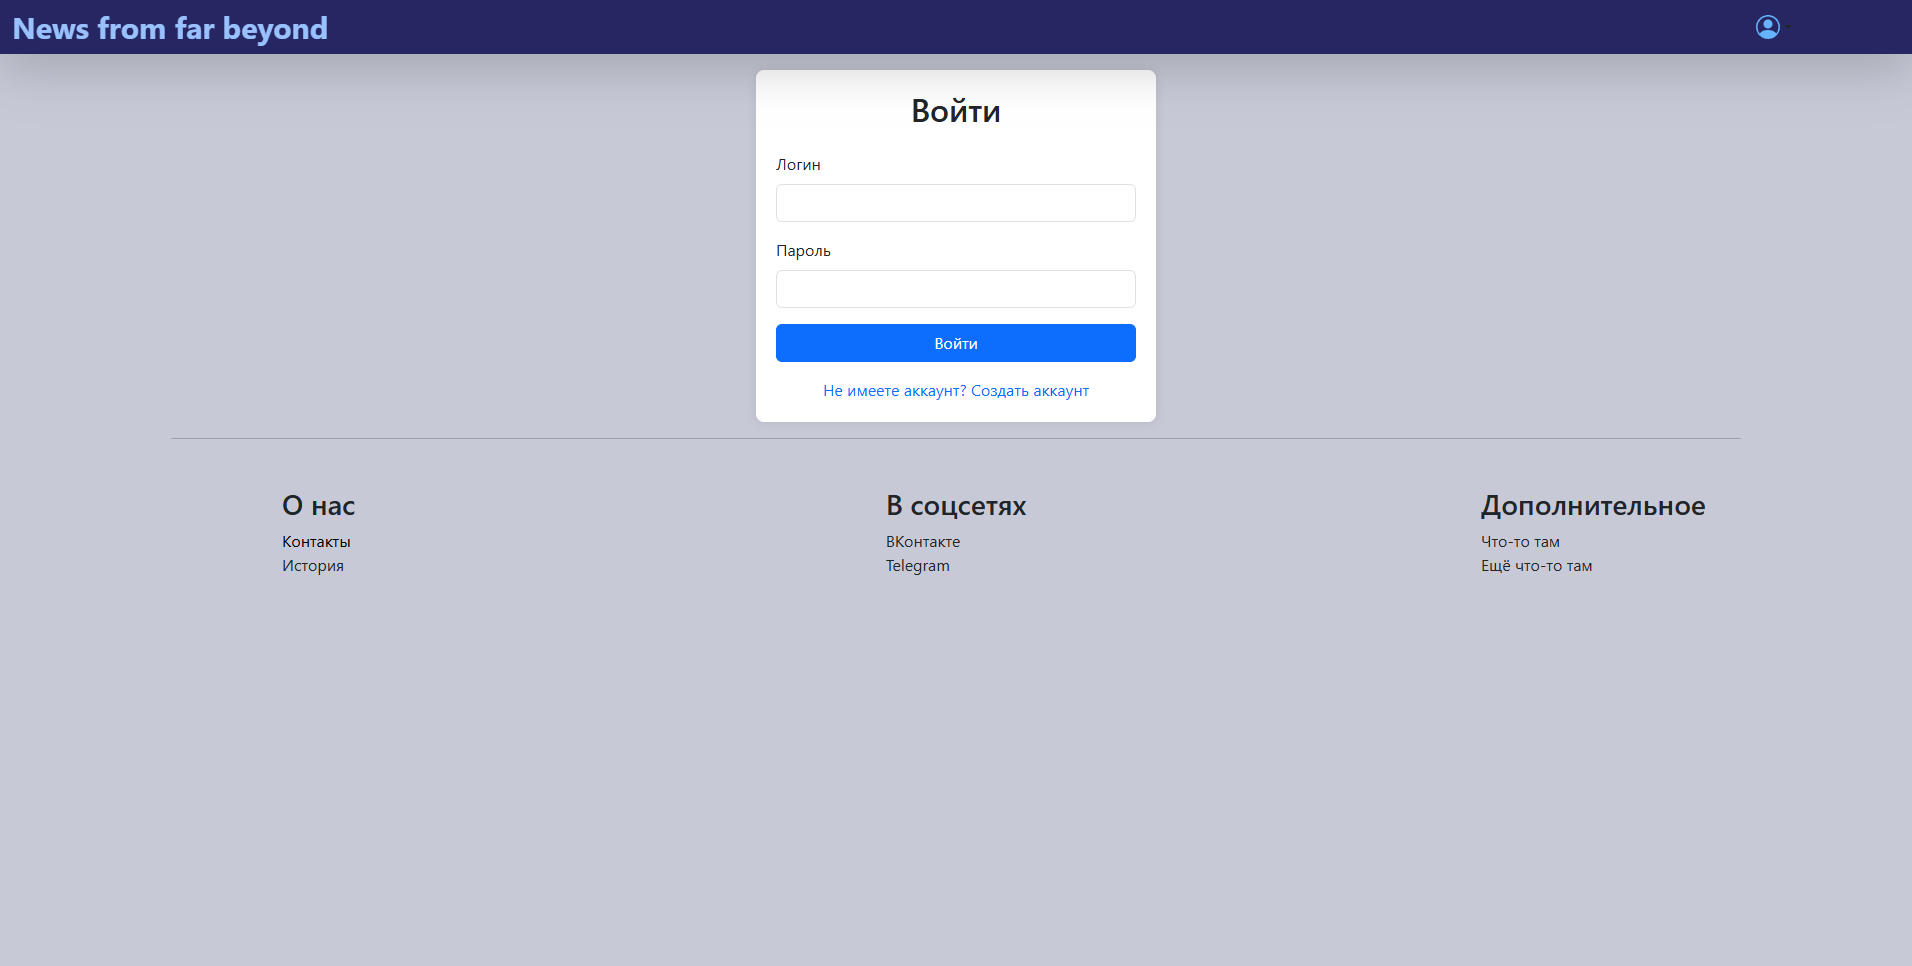 News from far beyond
Войти
Логин
Пароль
Войти
Не имеете аккаунт? Создать аккаунт
О нас
Контакты
История
В соцсетях
ВКонтакте
Telegram
Дополнительное
Что-то там
Ещё что-то там